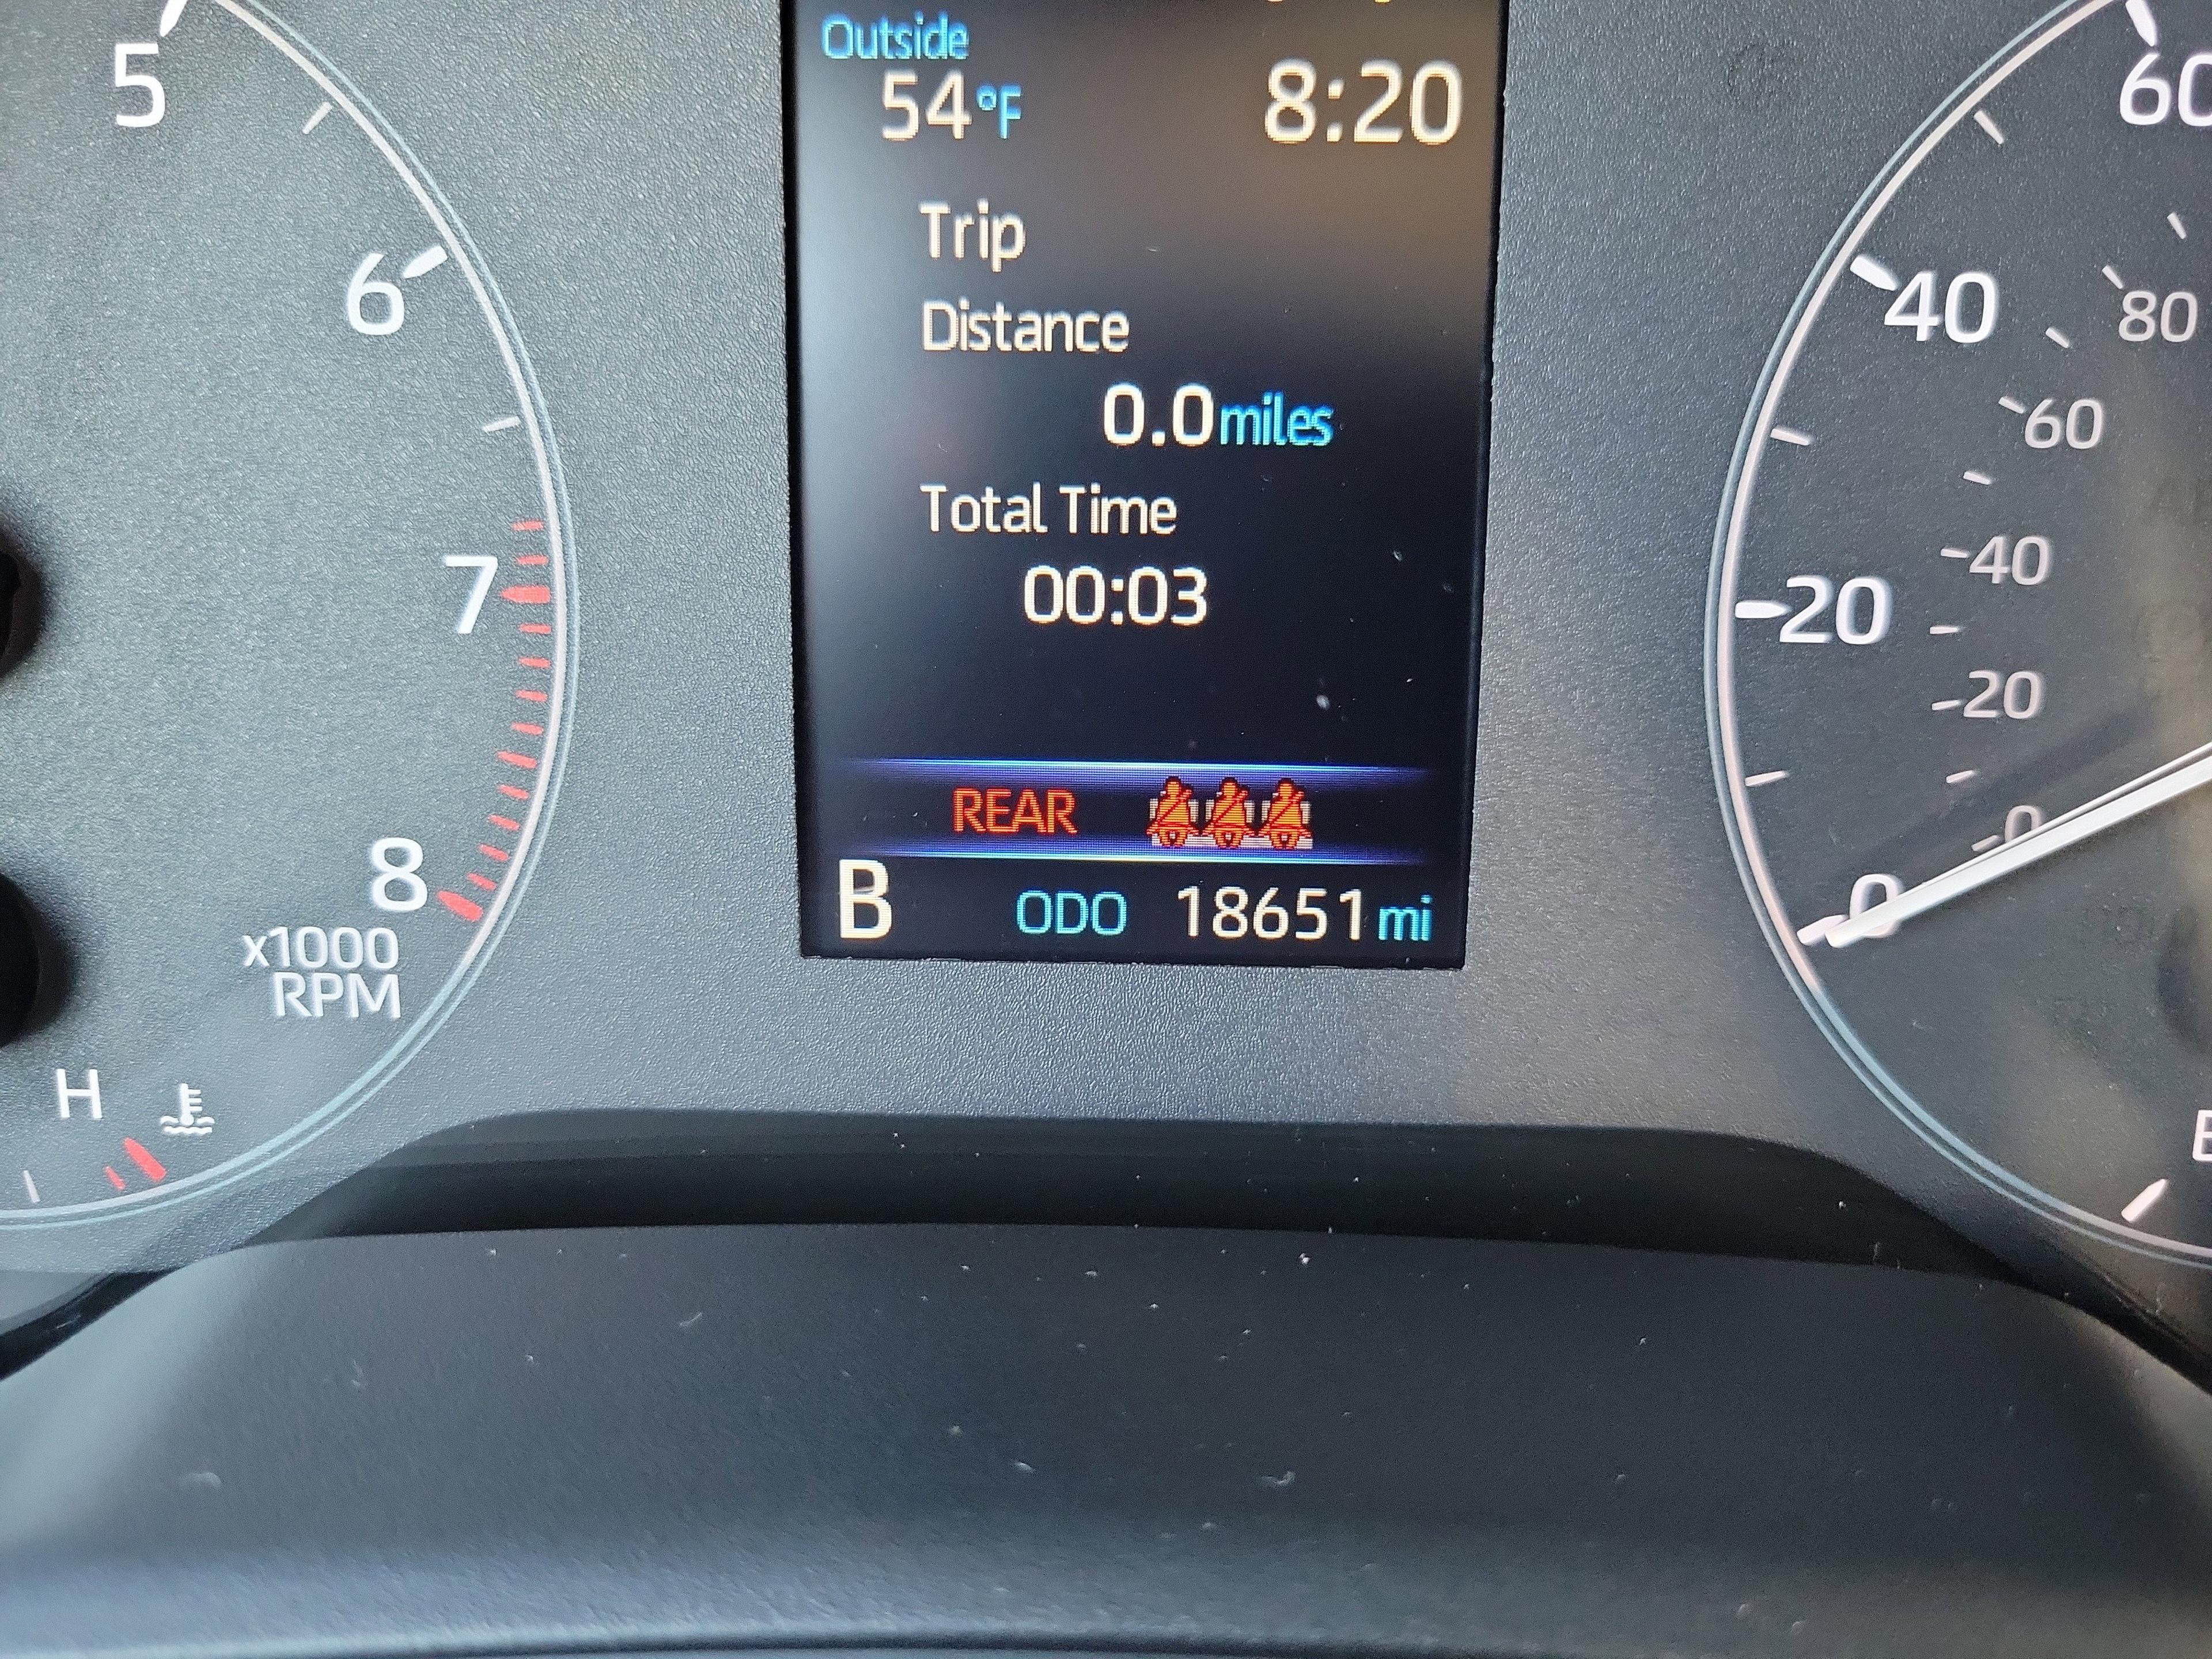 5
6
7
8
x1000
RPM
H
Outside
54°F
8:20
Trip
Distance
0.0miles
Total Time
00:03
REAR
B
ODO 18651mi
60
40
20
0
80
60
40
20
0